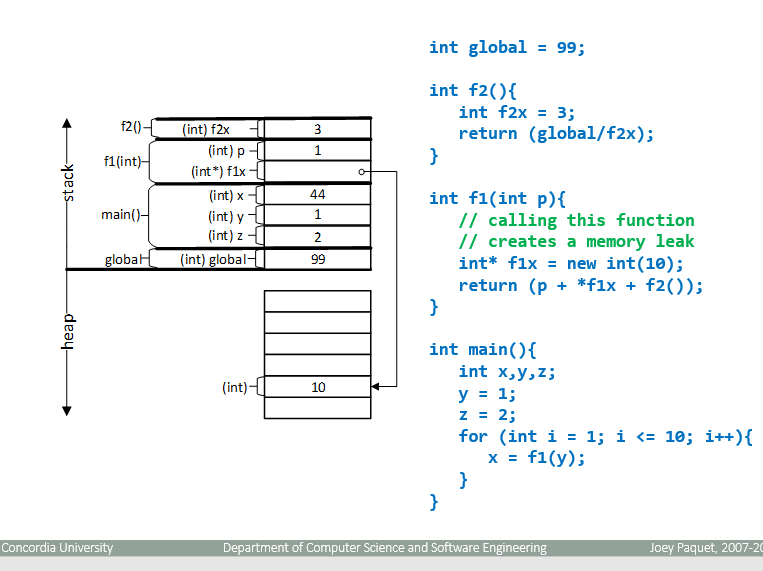 int global = 99;
int f2(){
int f2x = 3;
return (global/f2x);
}
int f1(int p){
// calling this function
// creates a memory leak
int* f1x = new int(10);
return (p + *f1x + f2());
}
int main(){
int x,y,z;
y = 1;
z = 2;
for (int i = 1; i <= 10; i++){
x = f1(y);
}
}
stack
heap
f2() (int) f2x 3
f1(int) (int) p 1
(int*) f1x
main() (int) x 44
(int) y 1
(int) z 2
global (int) global 99
(int) 10
Concordia University Department of Computer Science and Software Engineering Joey Paquet, 2007-20